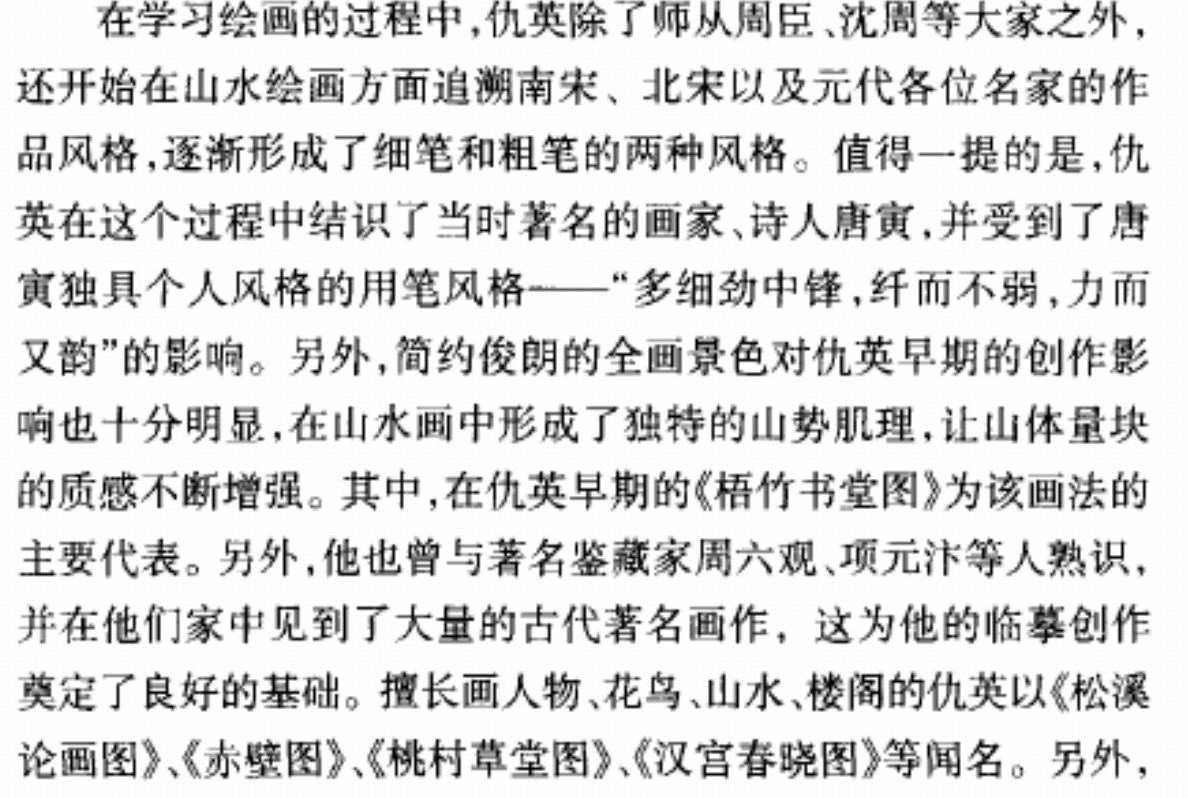 在学习绘画的过程中,仇英除了师从周臣、沈周等大家之外,
还开始在山水绘画方面追溯南宋、北宋以及元代各位名家的作
品风格,逐渐形成了细笔和粗笔的两种风格。值得一提的是,仇
英在这个过程中结识了当时著名的画家、诗人唐寅,并受到了唐
寅独具个人风格的用笔风格——“多细劲中锋,纤而不弱,力而
又韵”的影响。另外,简约俊朗的全画景色对仇英早期的创作影
响也十分明显,在山水画中形成了独特的山势肌理,让山体量块
的质感不断增强。其中,在仇英早期的《梧竹书堂图》为该画法的
主要代表。另外,他也曾与著名鉴藏家周六观、项元汴等人熟识,
并在他们家中见到了大量的古代著名画作,这为他的临摹创作
奠定了良好的基础。擅长画人物、花鸟、山水、楼阁的仇英以《松溪
论画图》、《赤壁图》、《桃村草堂图》、《汉宫春晓图》等闻名。另外,